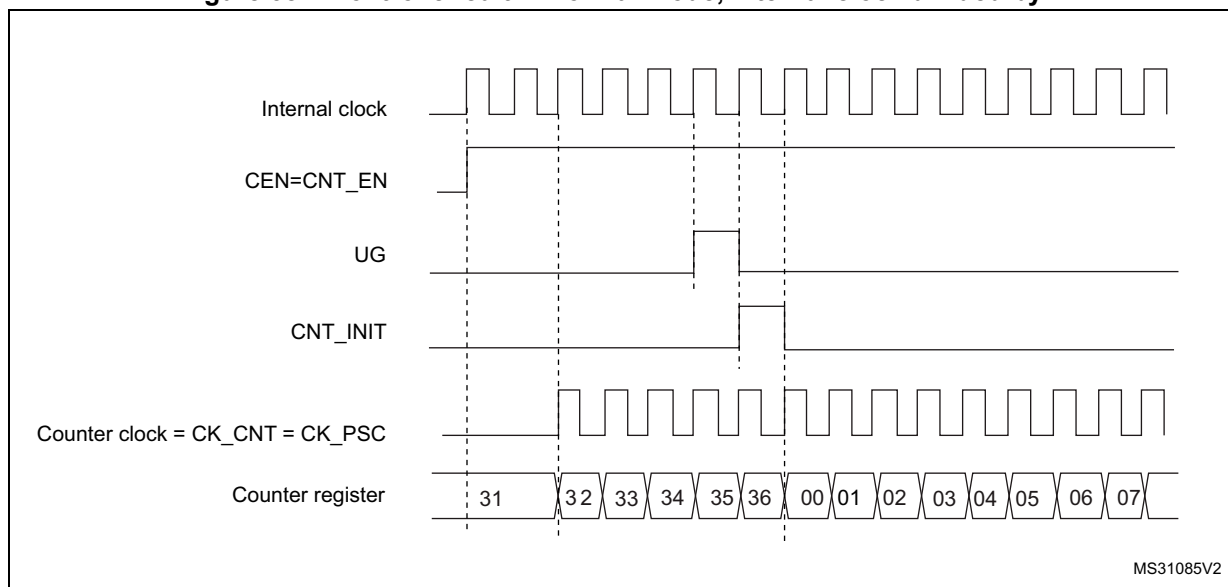 Internal clock
CEN=CNT_EN
UG
CNT_INIT
Counter clock = CK_CNT = CK_PSC
Counter register 31 32 33 34 35 36 00 01 02 03 04 05 06 07
MS31085V2